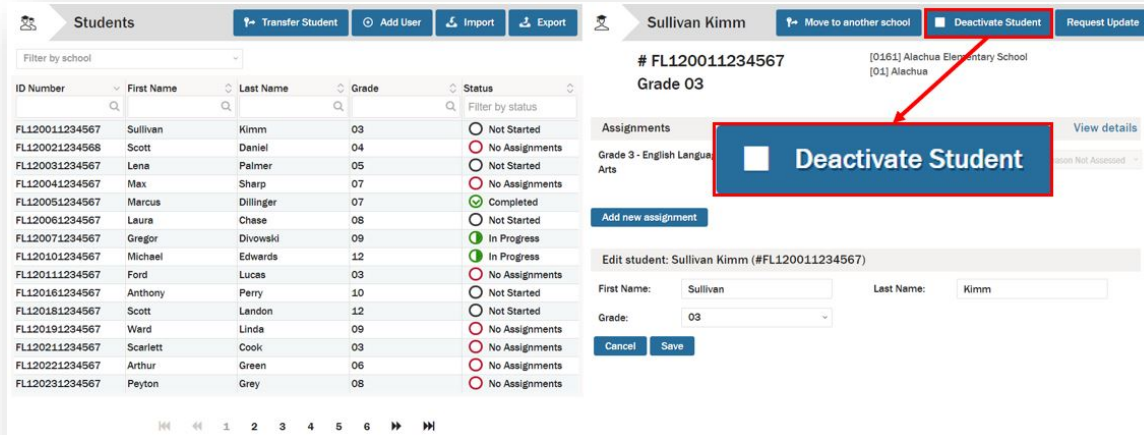 Students
Transfer Student
Add User
Import
Export
Filter by school
ID Number First Name Last Name Grade Status
Filter by status
FL120011234567 Sullivan Kimm 03 Not Started
FL120021234568 Scott Daniel 04 No Assignments
FL120031234567 Lena Palmer 05 Not Started
FL120041234567 Max Sharp 07 No Assignments
FL120051234567 Marcus Dillinger 07 Completed
FL120061234567 Laura Chase 08 Not Started
FL120071234567 Gregor Divowski 09 In Progress
FL120101234567 Michael Edwards 12 In Progress
FL120111234567 Ford Lucas 03 No Assignments
FL120161234567 Anthony Perry 10 Not Started
FL120181234567 Scott Landon 12 Not Started
FL120191234567 Ward Linda 09 No Assignments
FL120211234567 Scarlett Cook 03 No Assignments
FL120221234567 Arthur Green 06 No Assignments
FL120231234567 Peyton Grey 08 No Assignments
1 2 3 4 5 6
Sullivan Kimm
Move to another school
Deactivate Student
Request Update
# FL120011234567
Grade 03
[0161] Alachua Elementary School
[01] Alachua
Assignments
View details
Grade 3 - English Langua
Arts
Deactivate Student
ason Not Assessed
Add new assignment
Edit student: Sullivan Kimm (#FL120011234567)
First Name: Sullivan Last Name: Kimm
Grade: 03
Cancel Save